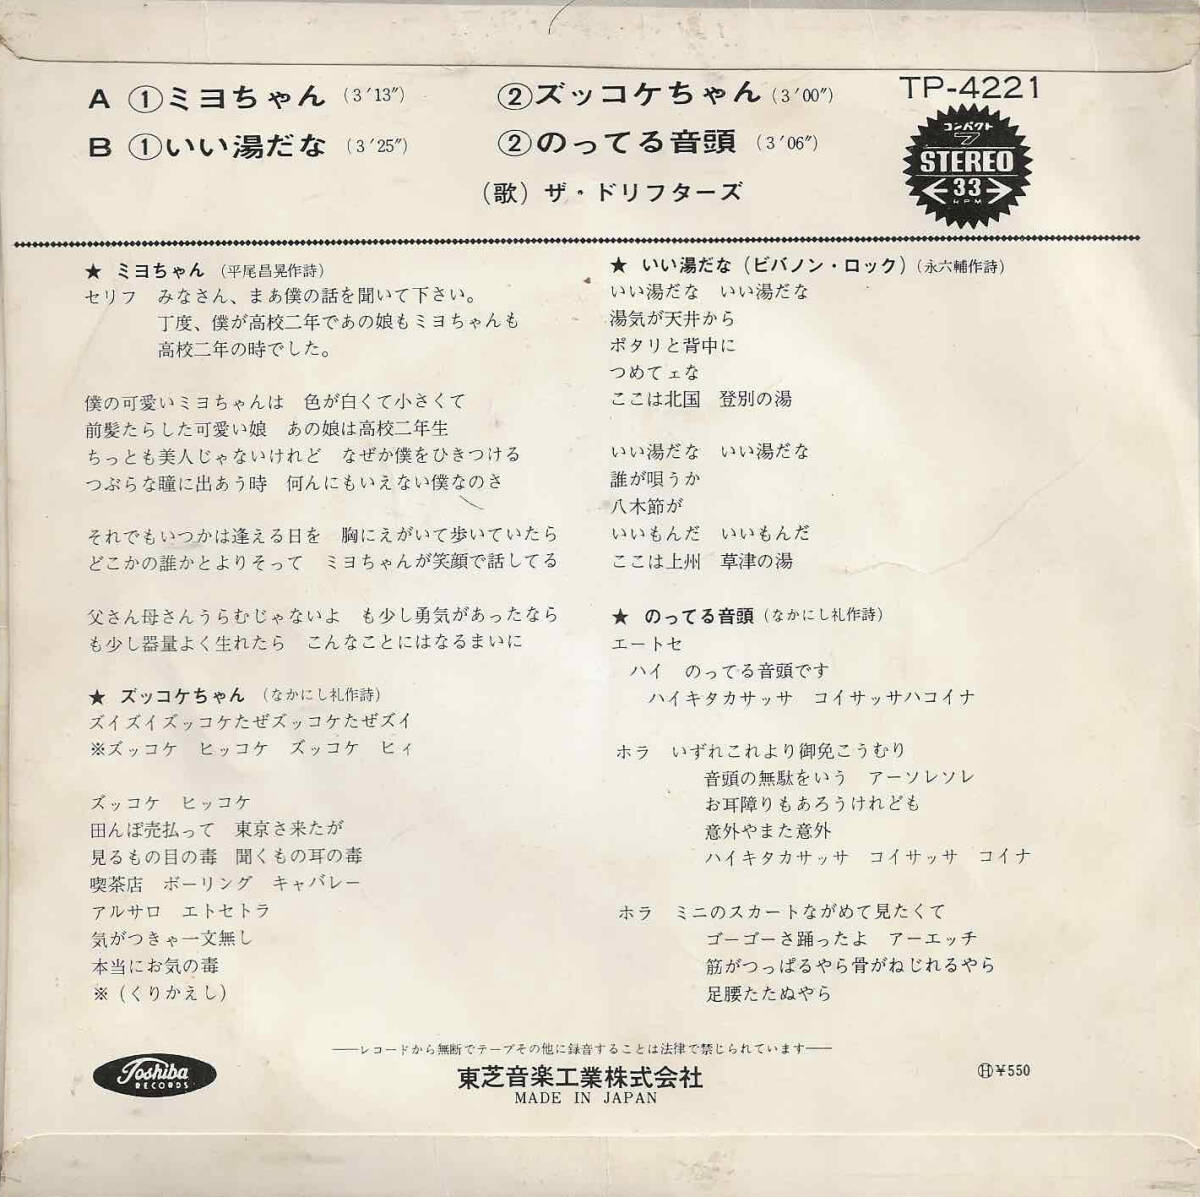 A ①ミヨちゃん (3′13″) ②ズッコケちゃん (3′00″)
B ①いい湯だな (3′25″) ②のってる音頭 (3′06″)
(歌) ザ・ドリフターズ
TP-4221
コンパクト
7
STEREO
33
RPM
★ ミヨちゃん (平尾昌晃作詩)
セリフ みなさん、まあ僕の話を聞いて下さい。
丁度、僕が高校二年であの娘もミヨちゃんも
高校二年の時でした。
僕の可愛いミヨちゃんは 色が白くて小さくて
前髪たらした可愛い娘 あの娘は高校二年生
ちっとも美人じゃないけれど なぜか僕をひきつける
つぶらな瞳に出あう時 何んにもいえない僕なのさ
それでもいつかは逢える日を 胸にえがいて歩いていたら
どこかの誰かとよりそって ミヨちゃんが笑顔で話してる
父さん母さんうらむじゃないよ も少し勇気があったなら
も少し器量よく生れたら こんなことにはなるまいに
★ ズッコケちゃん (なかにし礼作詩)
ズイズイズッコケたぜズッコケたぜズイ
※ズッコケ ヒッコケ ズッコケ ヒィ
ズッコケ ヒッコケ
田んぼ売払って 東京さ来たが
見るもの目の毒 聞くもの耳の毒
喫茶店 ボーリング キャバレー
アルサロ エトセトラ
気がつきゃ一文無し
本当にお気の毒
※ (くりかえし)
★ いい湯だな (ビバノン・ロック) (永六輔作詩)
いい湯だな いい湯だな
湯気が天井から
ポタリと背中に
つめてェな
ここは北国 登別の湯
いい湯だな いい湯だな
誰が唄うか
八木節が
いいもんだ いいもんだ
ここは上州 草津の湯
★ のってる音頭 (なかにし礼作詩)
エートセ
ハイ のってる音頭です
ハイキタカサッサ コイサッサハコイナ
ホラ いずれこれより御免こうむり
音頭の無駄をいう アーソレソレ
お耳障りもあろうけれども
意外やまた意外
ハイキタカサッサ コイサッサ コイナ
ホラ ミニのスカートながめて見たくて
ゴーゴーさ踊ったよ アーエッチ
筋がつっぱるやら骨がねじれるやら
足腰たたぬやら
――レコードから無断でテープその他に録音することは法律で禁じられています――
Toshiba
RECORDS
東芝音楽工業株式会社
MADE IN JAPAN
Ⓗ¥550